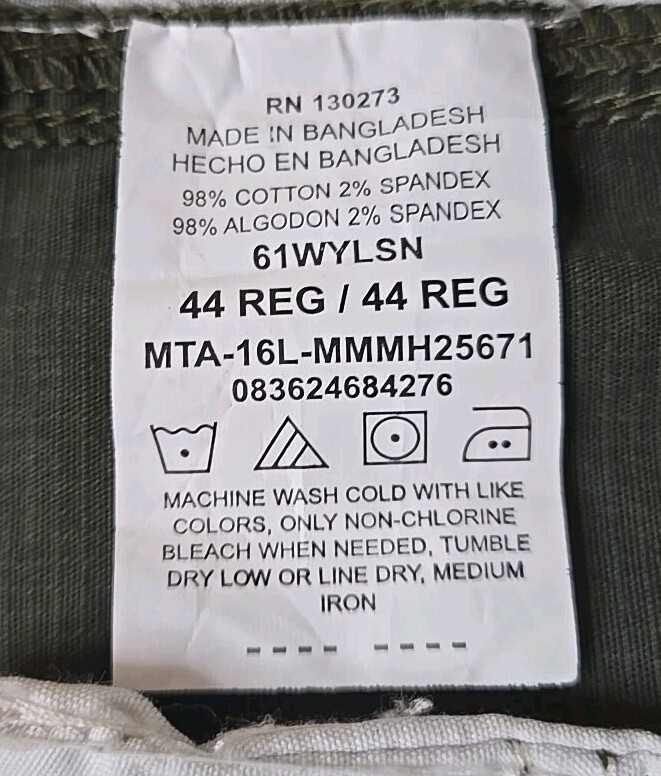 RN 130273
MADE IN BANGLADESH
HECHO EN BANGLADESH
98% COTTON 2% SPANDEX
98% ALGODON 2% SPANDEX
61WYLSN
44 REG / 44 REG
MTA-16L-MMMH25671
083624684276
MACHINE WASH COLD WITH LIKE
COLORS, ONLY NON-CHLORINE
BLEACH WHEN NEEDED, TUMBLE
DRY LOW OR LINE DRY, MEDIUM
IRON
---- ----